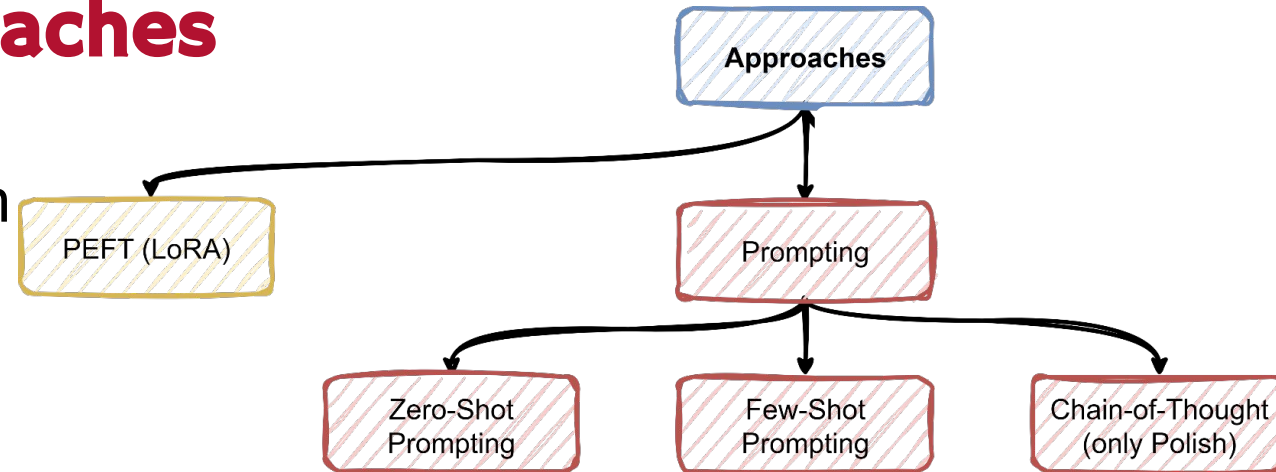 aches
Approaches
n
PEFT (LoRA)
Prompting
Zero-Shot
Prompting
Few-Shot
Prompting
Chain-of-Thought
(only Polish)